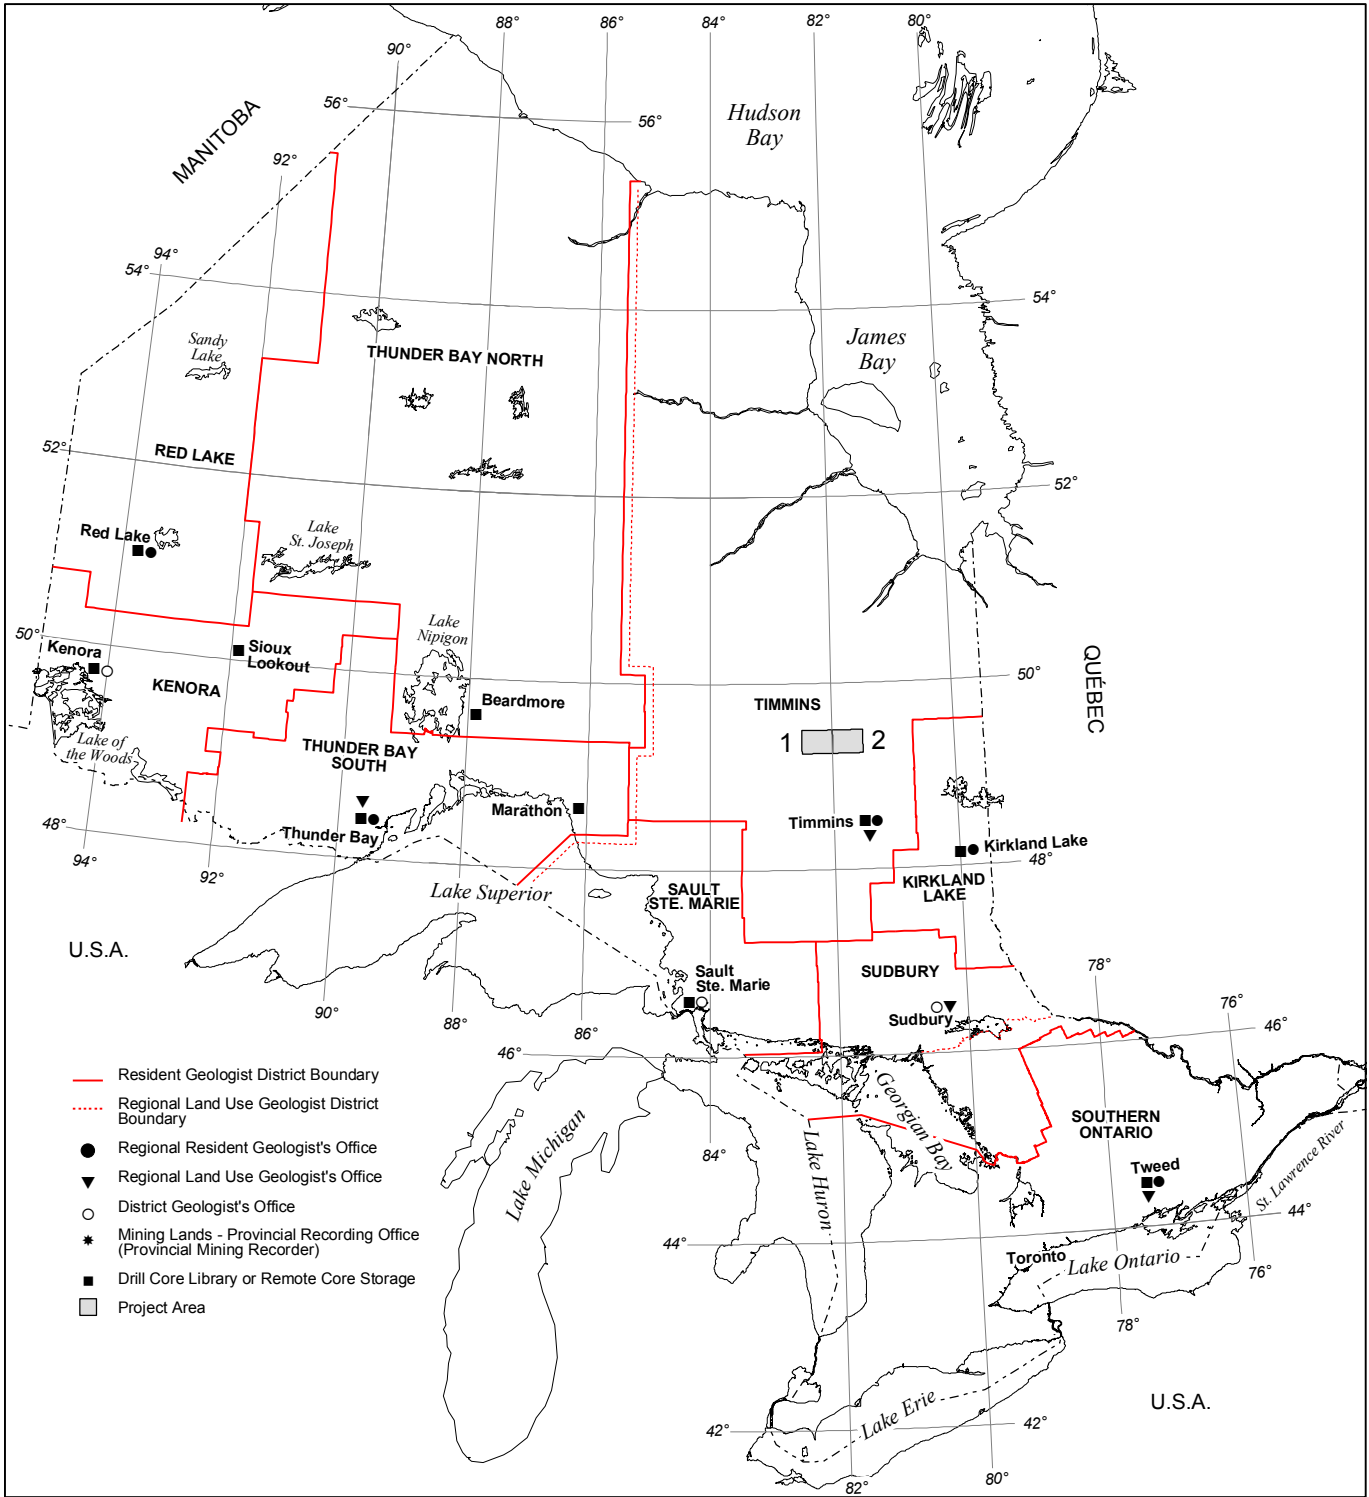 88°
86°
84°
82°
80°
90°
56°
Hudson
Bay
56°
MANITOBA
92°
94°
54°
54°
Sandy
Lake
James
Bay
THUNDER BAY NORTH
52°
RED LAKE
52°
Red Lake
Lake
St. Joseph
Lake
Nipigon
50°
Kenora
Sioux
Lookout
KENORA
50°
QUÉBEC
Beardmore
TIMMINS
1
2
Lake of
the Woods
THUNDER BAY
SOUTH
Marathon
Timmins
48°
Thunder Bay
Kirkland Lake
48°
94°
92°
KIRKLAND
LAKE
Lake Superior
SAULT
STE. MARIE
U.S.A.
Sault
Ste. Marie
SUDBURY
78°
Sudbury
76°
90°
88°
86°
46°
46°
Resident Geologist District Boundary
Regional Land Use Geologist District
Boundary
Regional Resident Geologist's Office
Regional Land Use Geologist's Office
District Geologist's Office
Mining Lands - Provincial Recording Office
(Provincial Mining Recorder)
Drill Core Library or Remote Core Storage
Project Area
Lake Michigan
84°
Lake Huron
Georgian Bay
SOUTHERN
ONTARIO
Tweed
St. Lawrence River
44°
44°
Toronto
Lake Ontario
76°
78°
Lake Erie
U.S.A.
42°
42°
82°
80°